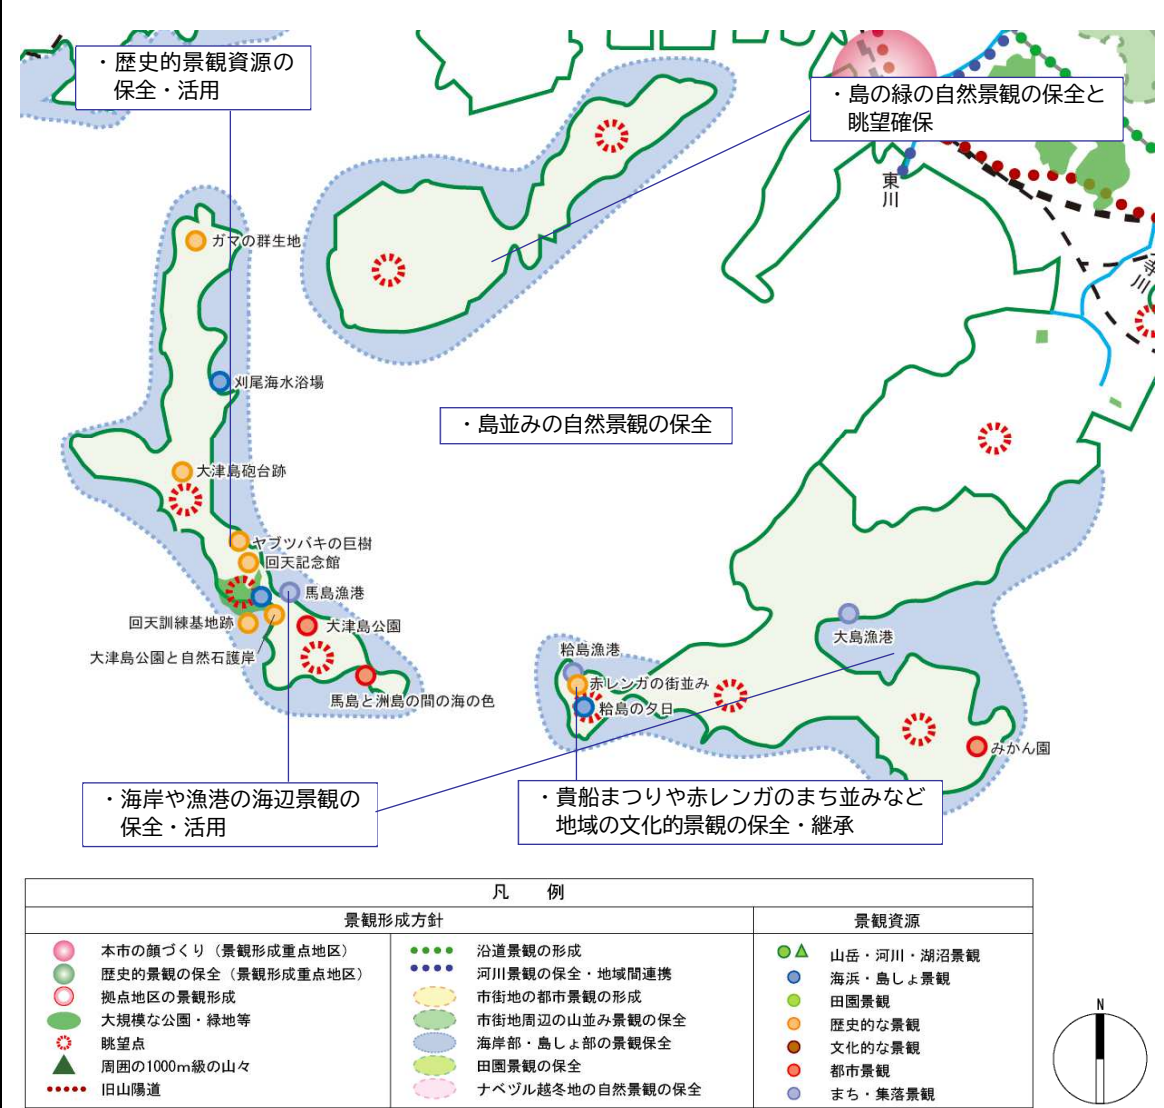 ・歴史的景観資源の
保全・活用
・島の緑の自然景観の保全と
眺望確保
東川
寺川
ガマの群生地
刈尾海水浴場
・島並みの自然景観の保全
大津島砲台跡
ヤブツバキの巨樹
回天記念館
馬島漁港
回天訓練基地跡
大津島公園
大津島公園と自然石護岸
馬島と洲島の間の海の色
大島漁港
粭島漁港
赤レンガの街並み
粭島の夕日
みかん園
・海岸や漁港の海辺景観の
保全・活用
・貴船まつりや赤レンガのまち並みなど
地域の文化的景観の保全・継承
凡　例
景観形成方針
景観資源
本市の顔づくり（景観形成重点地区）
歴史的景観の保全（景観形成重点地区）
拠点地区の景観形成
大規模な公園・緑地等
眺望点
周囲の1000m級の山々
旧山陽道
沿道景観の形成
河川景観の保全・地域間連携
市街地の都市景観の形成
市街地周辺の山並み景観の保全
海岸部・島しょ部の景観保全
田園景観の保全
ナベヅル越冬地の自然景観の保全
山岳・河川・湖沼景観
海浜・島しょ景観
田園景観
歴史的な景観
文化的な景観
都市景観
まち・集落景観
N